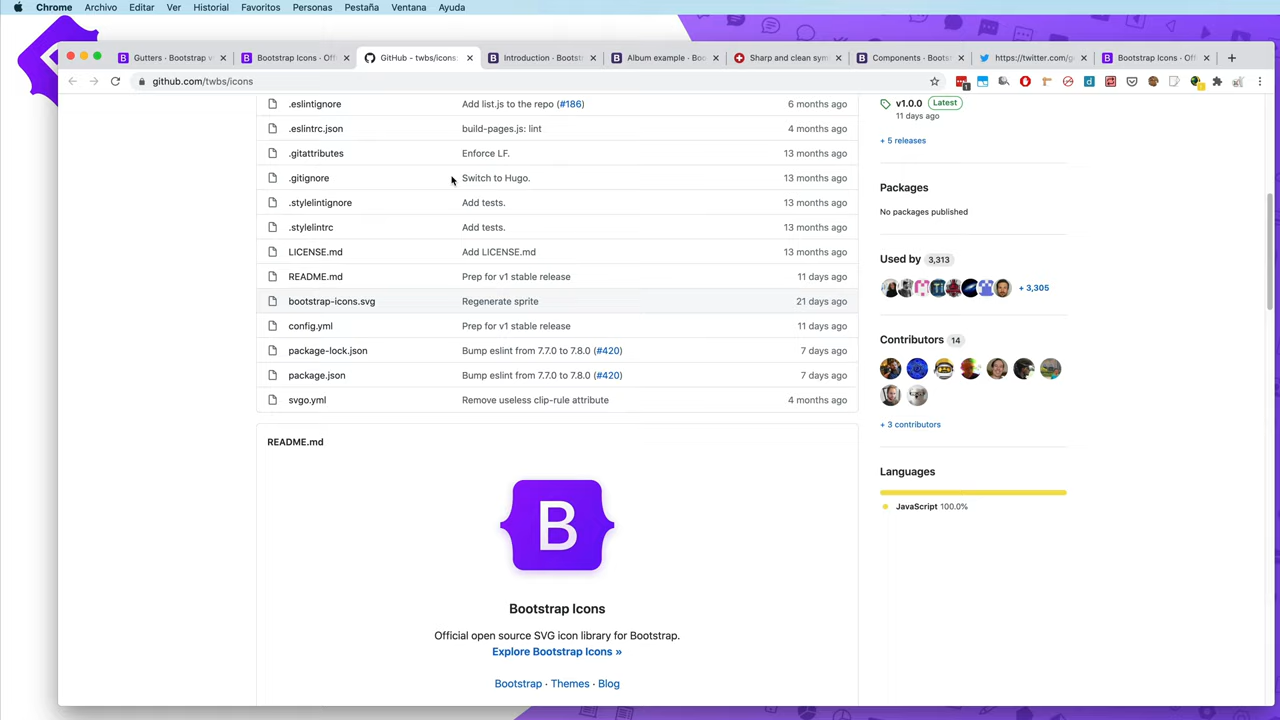 Chrome Archivo Editar Ver Historial Favoritos Personas Pestaña Ventana Ayuda
Gutters · Bootstrap v Bootstrap Icons · Offi GitHub - twbs/icons: Introduction · Bootst Album example · Boo Sharp and clean sym Components · Boots https://twitter.com/g Bootstrap Icons · Off
github.com/twbs/icons
.eslintignore Add list.js to the repo (#186) 6 months ago
.eslintrc.json build-pages.js: lint 4 months ago
.gitattributes Enforce LF. 13 months ago
.gitignore Switch to Hugo. 13 months ago
.stylelintignore Add tests. 13 months ago
.stylelintrc Add tests. 13 months ago
LICENSE.md Add LICENSE.md 13 months ago
README.md Prep for v1 stable release 11 days ago
bootstrap-icons.svg Regenerate sprite 21 days ago
config.yml Prep for v1 stable release 11 days ago
package-lock.json Bump eslint from 7.7.0 to 7.8.0 (#420) 7 days ago
package.json Bump eslint from 7.7.0 to 7.8.0 (#420) 7 days ago
svgo.yml Remove useless clip-rule attribute 4 months ago
README.md
B
Bootstrap Icons
Official open source SVG icon library for Bootstrap.
Explore Bootstrap Icons »
Bootstrap · Themes · Blog
v1.0.0 Latest
11 days ago
+ 5 releases
Packages
No packages published
Used by 3,313
+ 3,305
Contributors 14
+ 3 contributors
Languages
JavaScript 100.0%